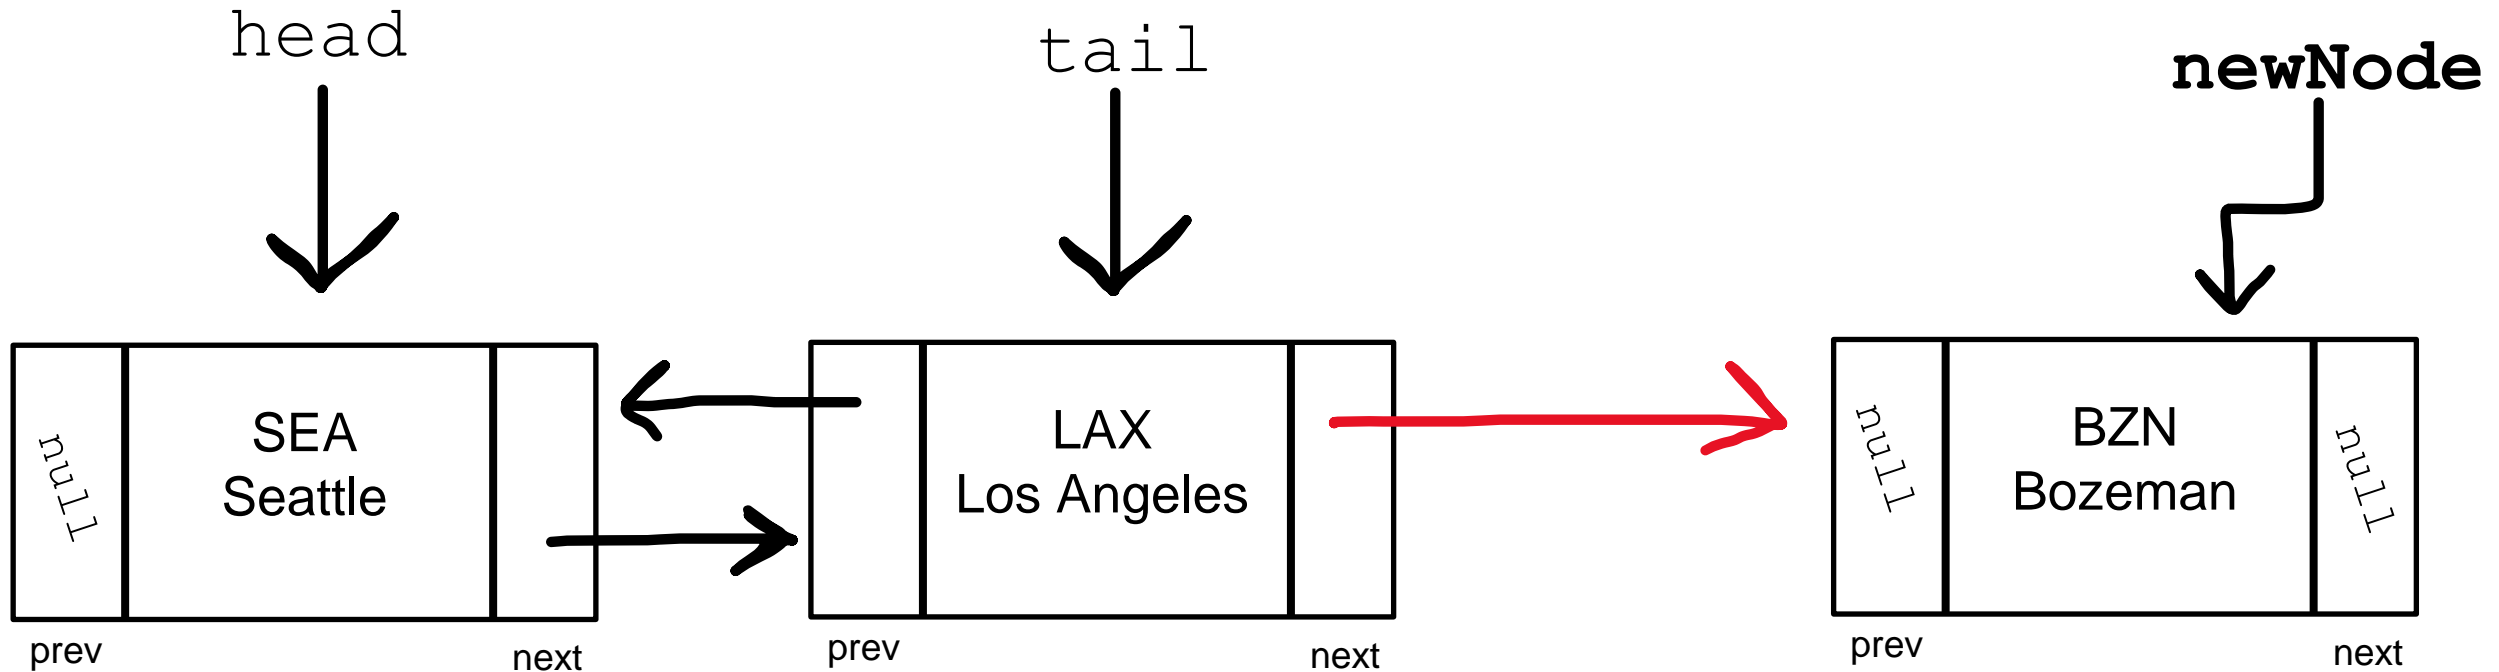 head
tail
newNode
null
SEA
Seattle
LAX
Los Angeles
null
BZN
Bozeman
null
prev
next
prev
next
prev
next